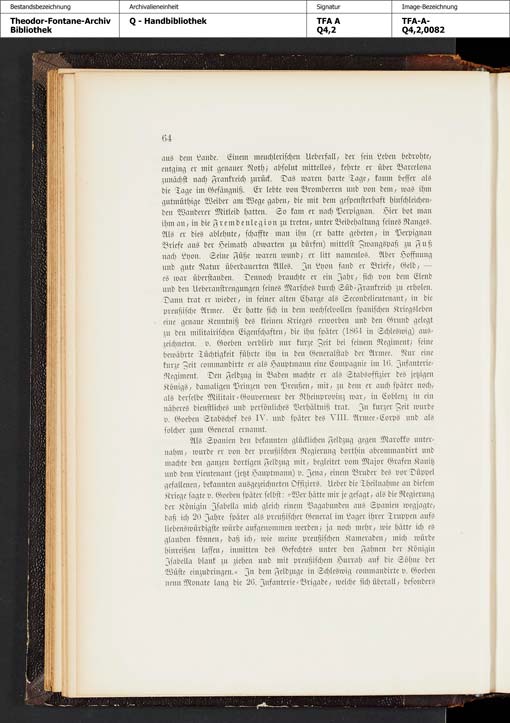 Bestandsbezeichnung Archivalieneinheit Signatur Image-Bezeichnung
Theodor-Fontane-Archiv Q - Handbibliothek TFA A TFA-A-
Bibliothek Q4,2 Q4,2,0082
64
aus dem Lande. Einem meuchlerischen Ueberfall, der sein Leben bedrohte,
entging er mit genauer Noth; absolut mittellos, kehrte er über Barcelona
zunächst nach Frankreich zurück. Das waren harte Tage, kaum besser als
die Tage im Gefängniß. Er lebte von Brombeeren und von dem, was ihm
gutmüthige Weiber am Wege gaben, die mit dem gespensterhaft hinschleichen-
den Wanderer Mitleid hatten. So kam er nach Perpignan. Hier bot man
ihm an, in die Fremdenlegion zu treten, unter Beibehaltung seines Ranges.
Als er dies ablehnte, schaffte man ihn (er hatte gebeten, in Perpignan
Briefe aus der Heimath abwarten zu dürfen) mittelst Zwangspaß zu Fuß
nach Lyon. Seine Füße waren wund; er litt namenlos. Aber Hoffnung
und gute Natur überdauerten Alles. In Lyon fand er Briefe, Geld, —
es war überstanden. Dennoch brauchte er ein Jahr, sich von dem Elend
und den Ueberanstrengungen seines Marsches durch Süd-Frankreich zu erholen.
Dann trat er wieder, in seiner alten Charge als Secondelieutenant, in die
preußische Armee. Er hatte sich in dem wechselvollen spanischen Kriegsleben
eine genaue Kenntniß des kleinen Krieges erworben und den Grund gelegt
zu den militairischen Eigenschaften, die ihn später (1864 in Schleswig) aus-
zeichneten. v. Goeben verblieb nur kurze Zeit bei seinem Regiment; seine
bewährte Tüchtigkeit führte ihn in den Generalstab der Armee. Nur eine
kurze Zeit commandirte er als Hauptmann eine Compagnie im 16. Infanterie-
Regiment. Den Feldzug in Baden machte er als Stabsoffizier des jetzigen
Königs, damaligen Prinzen von Preußen, mit, zu dem er auch später noch,
als derselbe Militair-Gouverneur der Rheinprovinz war, in Coblenz in ein
näheres dienstliches und persönliches Verhältniß trat. In kurzer Zeit wurde
v. Goeben Stabschef des IV. und später des VIII. Armee-Corps und als
solcher zum General ernannt.
Als Spanien den bekannten glücklichen Feldzug gegen Marokko unter-
nahm, wurde er von der preußischen Regierung dorthin abcommandirt und
machte den ganzen dortigen Feldzug mit, begleitet vom Major Grafen Kanitz
und dem Lieutenant (jetzt Hauptmann) v. Jena, einem Bruder des vor Düppel
gefallenen, bekannten ausgezeichneten Offiziers. Ueber die Theilnahme an diesem
Kriege sagte v. Goeben später selbst: »Wer hätte mir je gesagt, als die Regierung
der Königin Isabella mich gleich einem Vagabunden aus Spanien wegjagte,
daß ich 20 Jahre später als preußischer General im Lager ihrer Truppen aufs
liebenswürdigste würde aufgenommen werden; ja noch mehr, wie hätte ich es
glauben können, daß ich, wie meine preußischen Kameraden, mich würde
hinreißen lassen, inmitten des Gefechts unter den Fahnen der Königin
Isabella blank zu ziehen und mit preußischem Hurrah auf die Söhne der
Wüste einzudringen.« In dem Feldzuge in Schleswig commandirte v. Goeben
neun Monate lang die 26. Infanterie-Brigade, welche sich überall, besonders